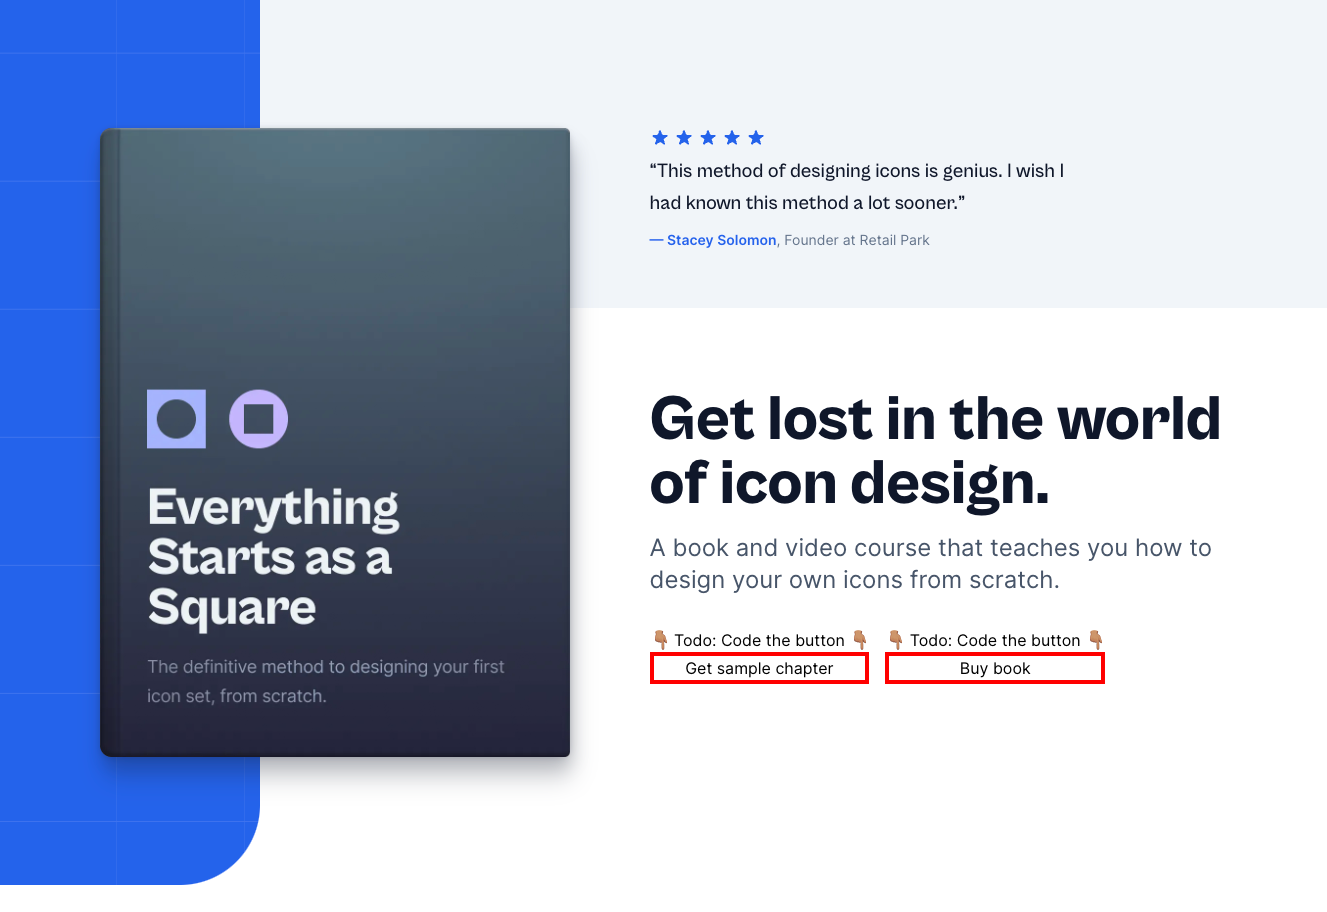 “This method of designing icons is genius. I wish I
had known this method a lot sooner.”
— Stacey Solomon, Founder at Retail Park
Everything
Starts as a
Square
The definitive method to designing your first
icon set, from scratch.
Get lost in the world
of icon design.
A book and video course that teaches you how to
design your own icons from scratch.
👇🏽 Todo: Code the button 👇🏽
Get sample chapter
👇🏽 Todo: Code the button 👇🏽
Buy book